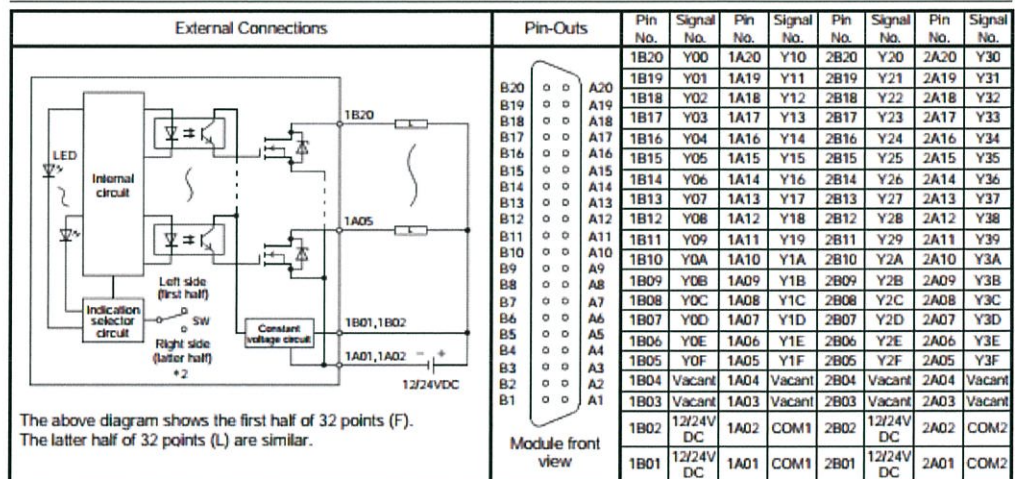 External Connections
Pin-Outs
Pin No. Signal No. Pin No. Signal No. Pin No. Signal No. Pin No. Signal No.
1B20 Y00 1A20 Y10 2B20 Y20 2A20 Y30
1B19 Y01 1A19 Y11 2B19 Y21 2A19 Y31
1B18 Y02 1A18 Y12 2B18 Y22 2A18 Y32
1B17 Y03 1A17 Y13 2B17 Y23 2A17 Y33
1B16 Y04 1A16 Y14 2B16 Y24 2A16 Y34
1B15 Y05 1A15 Y15 2B15 Y25 2A15 Y35
1B14 Y06 1A14 Y16 2B14 Y26 2A14 Y36
1B13 Y07 1A13 Y17 2B13 Y27 2A13 Y37
1B12 Y08 1A12 Y18 2B12 Y28 2A12 Y38
1B11 Y09 1A11 Y19 2B11 Y29 2A11 Y39
1B10 Y0A 1A10 Y1A 2B10 Y2A 2A10 Y3A
1B09 Y0B 1A09 Y1B 2B09 Y2B 2A09 Y3B
1B08 Y0C 1A08 Y1C 2B08 Y2C 2A08 Y3C
1B07 Y0D 1A07 Y1D 2B07 Y2D 2A07 Y3D
1B06 Y0E 1A06 Y1E 2B06 Y2E 2A06 Y3E
1B05 Y0F 1A05 Y1F 2B05 Y2F 2A05 Y3F
1B04 Vacant 1A04 Vacant 2B04 Vacant 2A04 Vacant
1B03 Vacant 1A03 Vacant 2B03 Vacant 2A03 Vacant
1B02 12/24V DC 1A02 COM1 2B02 12/24V DC 2A02 COM2
1B01 12/24V DC 1A01 COM1 2B01 12/24V DC 2A01 COM2
LED
Internal
circuit
1B20
L
1A05
L
Left side
(first half)
Indication
selector
circuit
SW
Right side
(latter half)
*2
Constant
voltage circuit
1B01,1B02
1A01,1A02
- +
12/24VDC
The above diagram shows the first half of 32 points (F).
The latter half of 32 points (L) are similar.
B20 A20
B19 A19
B18 A18
B17 A17
B16 A16
B15 A15
B14 A14
B13 A13
B12 A12
B11 A11
B10 A10
B9 A9
B8 A8
B7 A7
B6 A6
B5 A5
B4 A4
B3 A3
B2 A2
B1 A1
Module front
view